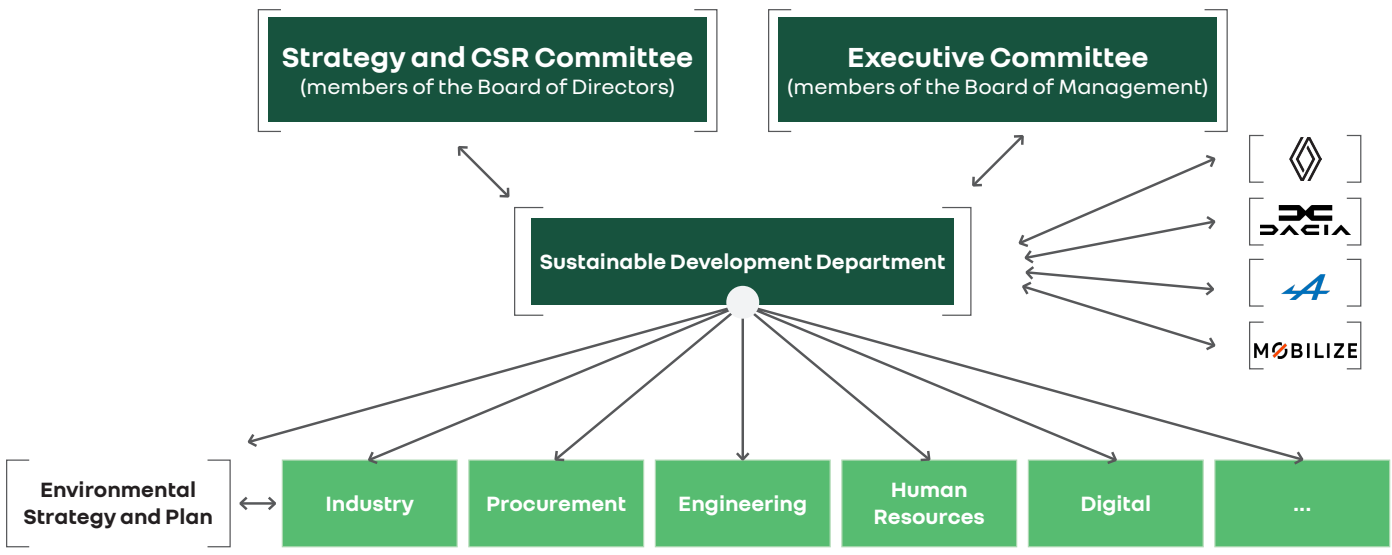 Strategy and CSR Committee
(members of the Board of Directors)
Executive Committee
(members of the Board of Management)
Sustainable Development Department
DACIA
A
MOBILIZE
Environmental
Strategy and Plan
Industry
Procurement
Engineering
Human
Resources
Digital
...